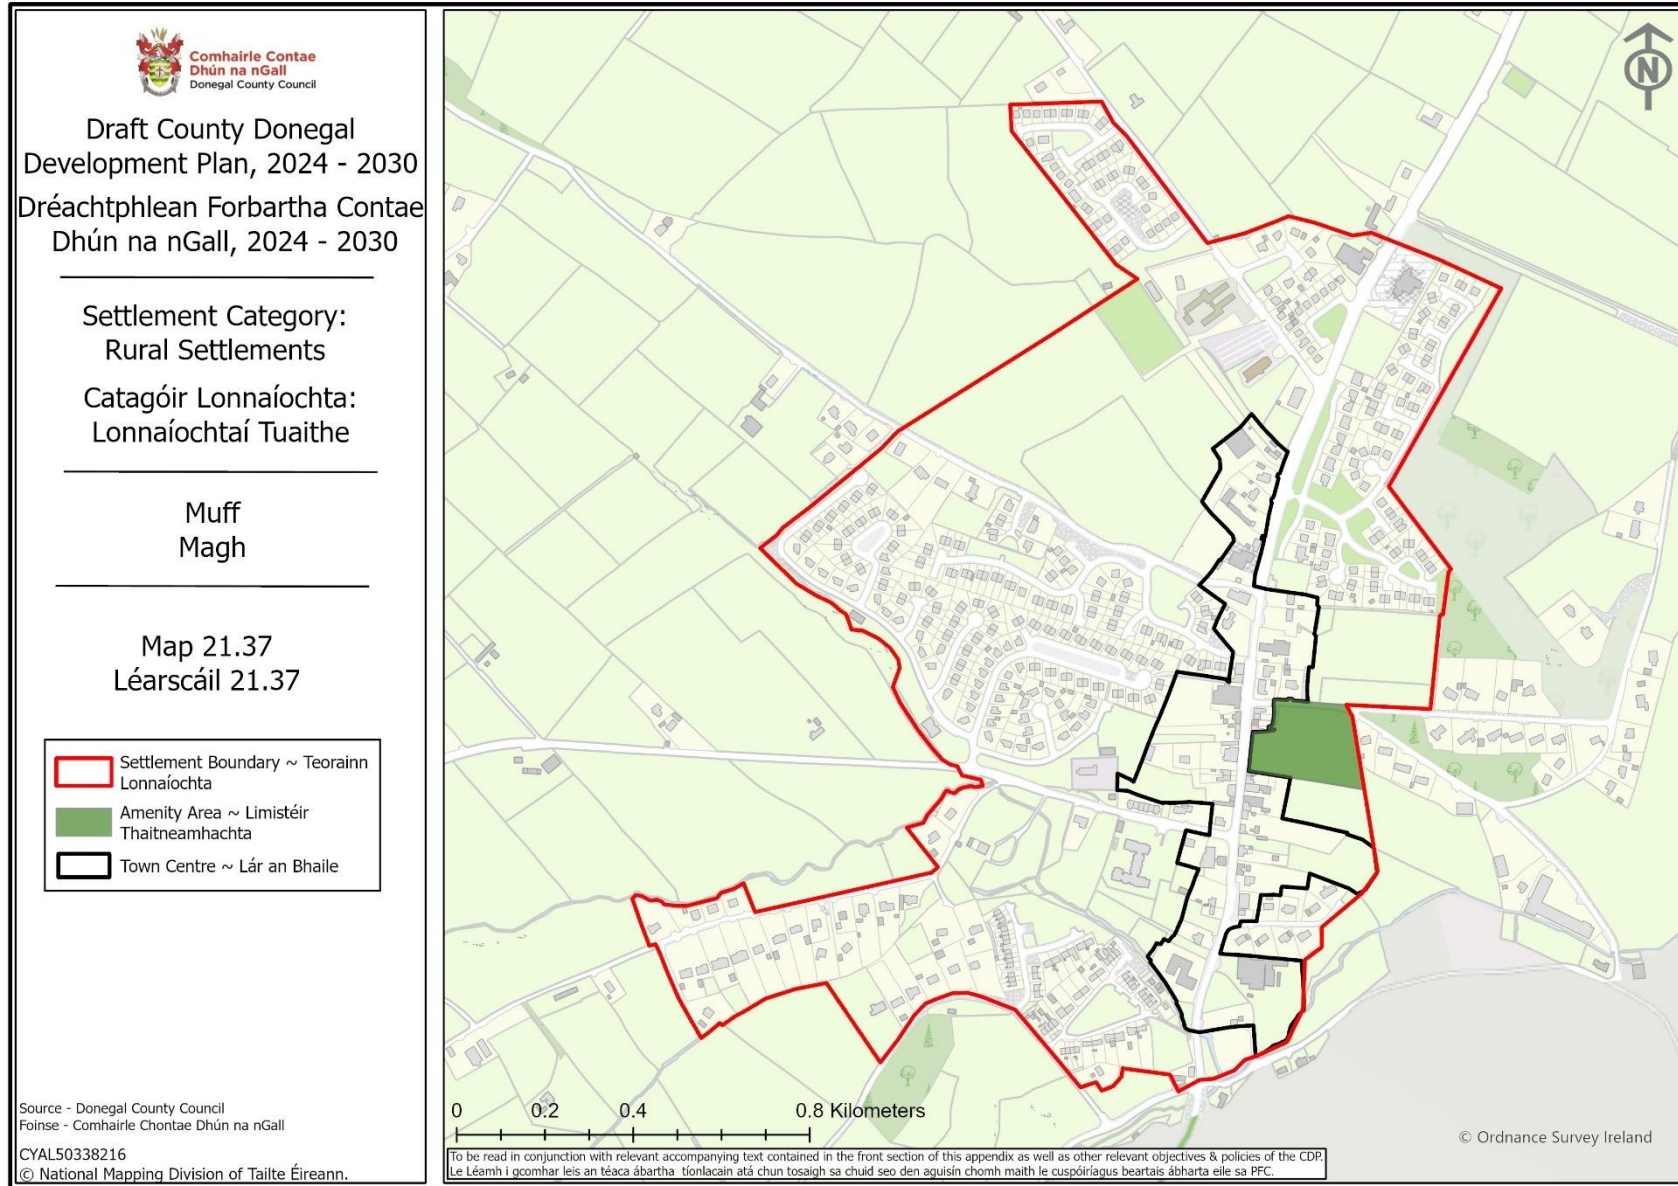 Comhairle Contae
Dhún na nGall
Donegal County Council
Draft County Donegal
Development Plan, 2024 - 2030
Dréachtphlean Forbartha Contae
Dhún na nGall, 2024 - 2030
Settlement Category:
Rural Settlements
Catagóir Lonnaíochta:
Lonnaíochtaí Tuaithe
Muff
Magh
Map 21.37
Léarscáil 21.37
Settlement Boundary ~ Teorainn
Lonnaíochta
Amenity Area ~ Limistéir
Thaitneamhachta
Town Centre ~ Lár an Bhaile
Source - Donegal County Council
Foinse - Comhairle Chontae Dhún na nGall
CYAL50338216
© National Mapping Division of Tailte Éireann.
N
0 0.2 0.4 0.8 Kilometers
© Ordnance Survey Ireland
To be read in conjunction with relevant accompanying text contained in the front section of this appendix as well as other relevant objectives & policies of the CDP.
Le Léamh i gcomhar leis an téaca ábartha tíonlacain atá chun tosaigh sa chuid seo den aguisín chomh maith le cuspóiríagus beartais ábharta eile sa PFC.